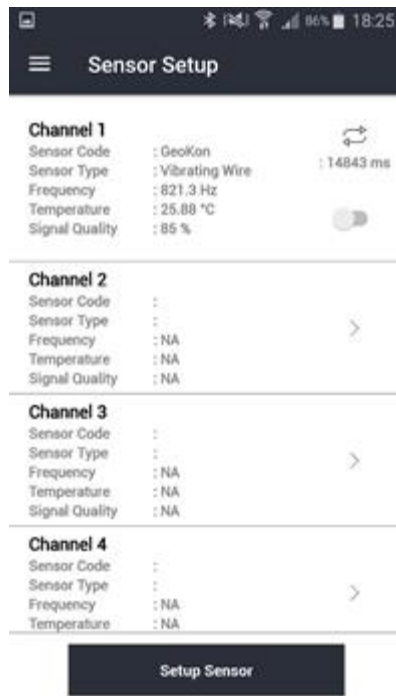 86% 18:25
Sensor Setup
Channel 1
Sensor Code : GeoKon
Sensor Type : Vibrating Wire
Frequency : 821.3 Hz
Temperature : 25.88 °C
Signal Quality : 85 %
: 14843 ms
Channel 2
Sensor Code :
Sensor Type :
Frequency : NA
Temperature : NA
Signal Quality : NA
Channel 3
Sensor Code :
Sensor Type :
Frequency : NA
Temperature : NA
Signal Quality : NA
Channel 4
Sensor Code :
Sensor Type :
Frequency : NA
Temperature : NA
Setup Sensor